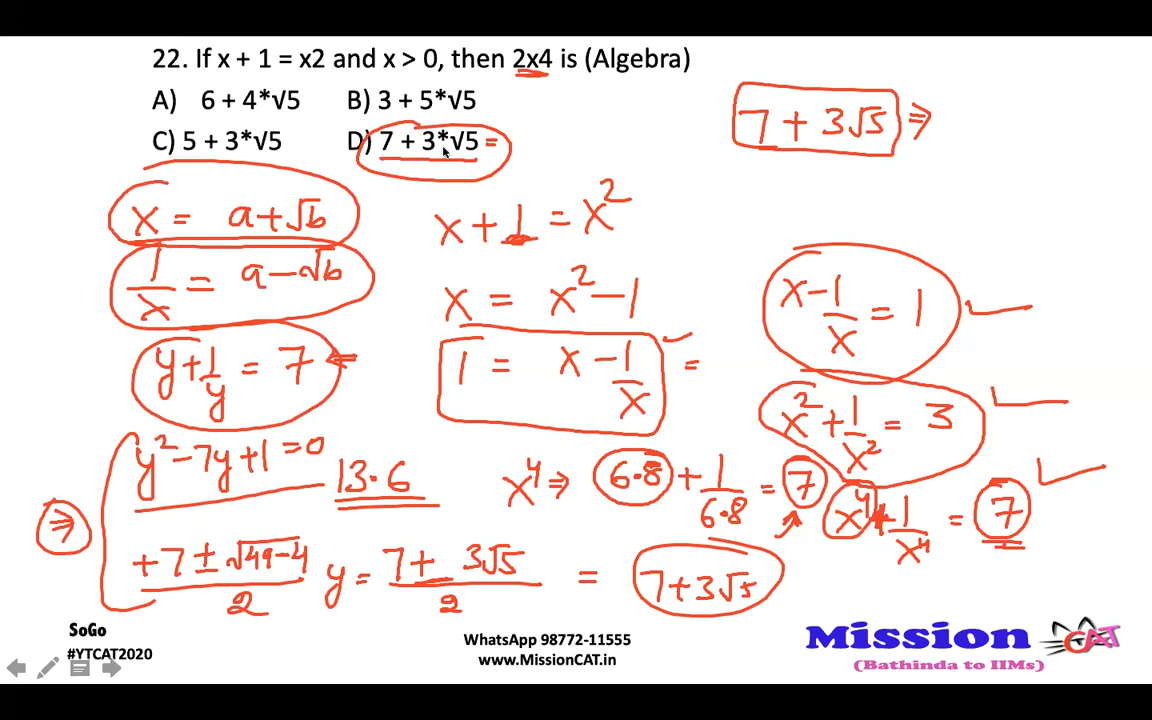 22. If x + 1 = x2 and x > 0, then 2x4 is (Algebra)
A) 6 + 4*√5 B) 3 + 5*√5
C) 5 + 3*√5 D) 7 + 3*√5 =
7 + 3√5 ⇒
x = a+√b
1/x = a-√b
y+1/y = 7 ⇐
y²-7y+1=0
⇒ +7 ± √49-4 / 2
x + 1 = x²
x = x² - 1
1 = x - 1/x =
x - 1/x = 1
x² + 1/x² = 3
13.6
x⁴ ⇒ 6.8 + 1/6.8 = 7
x⁴ + 1/x⁴ = 7
y = 7+ 3√5 / 2 = 7+3√5
SoGo
#YTCAT2020
WhatsApp 98772-11555
www.MissionCAT.in
Mission CAT
(Bathinda to IIMs)